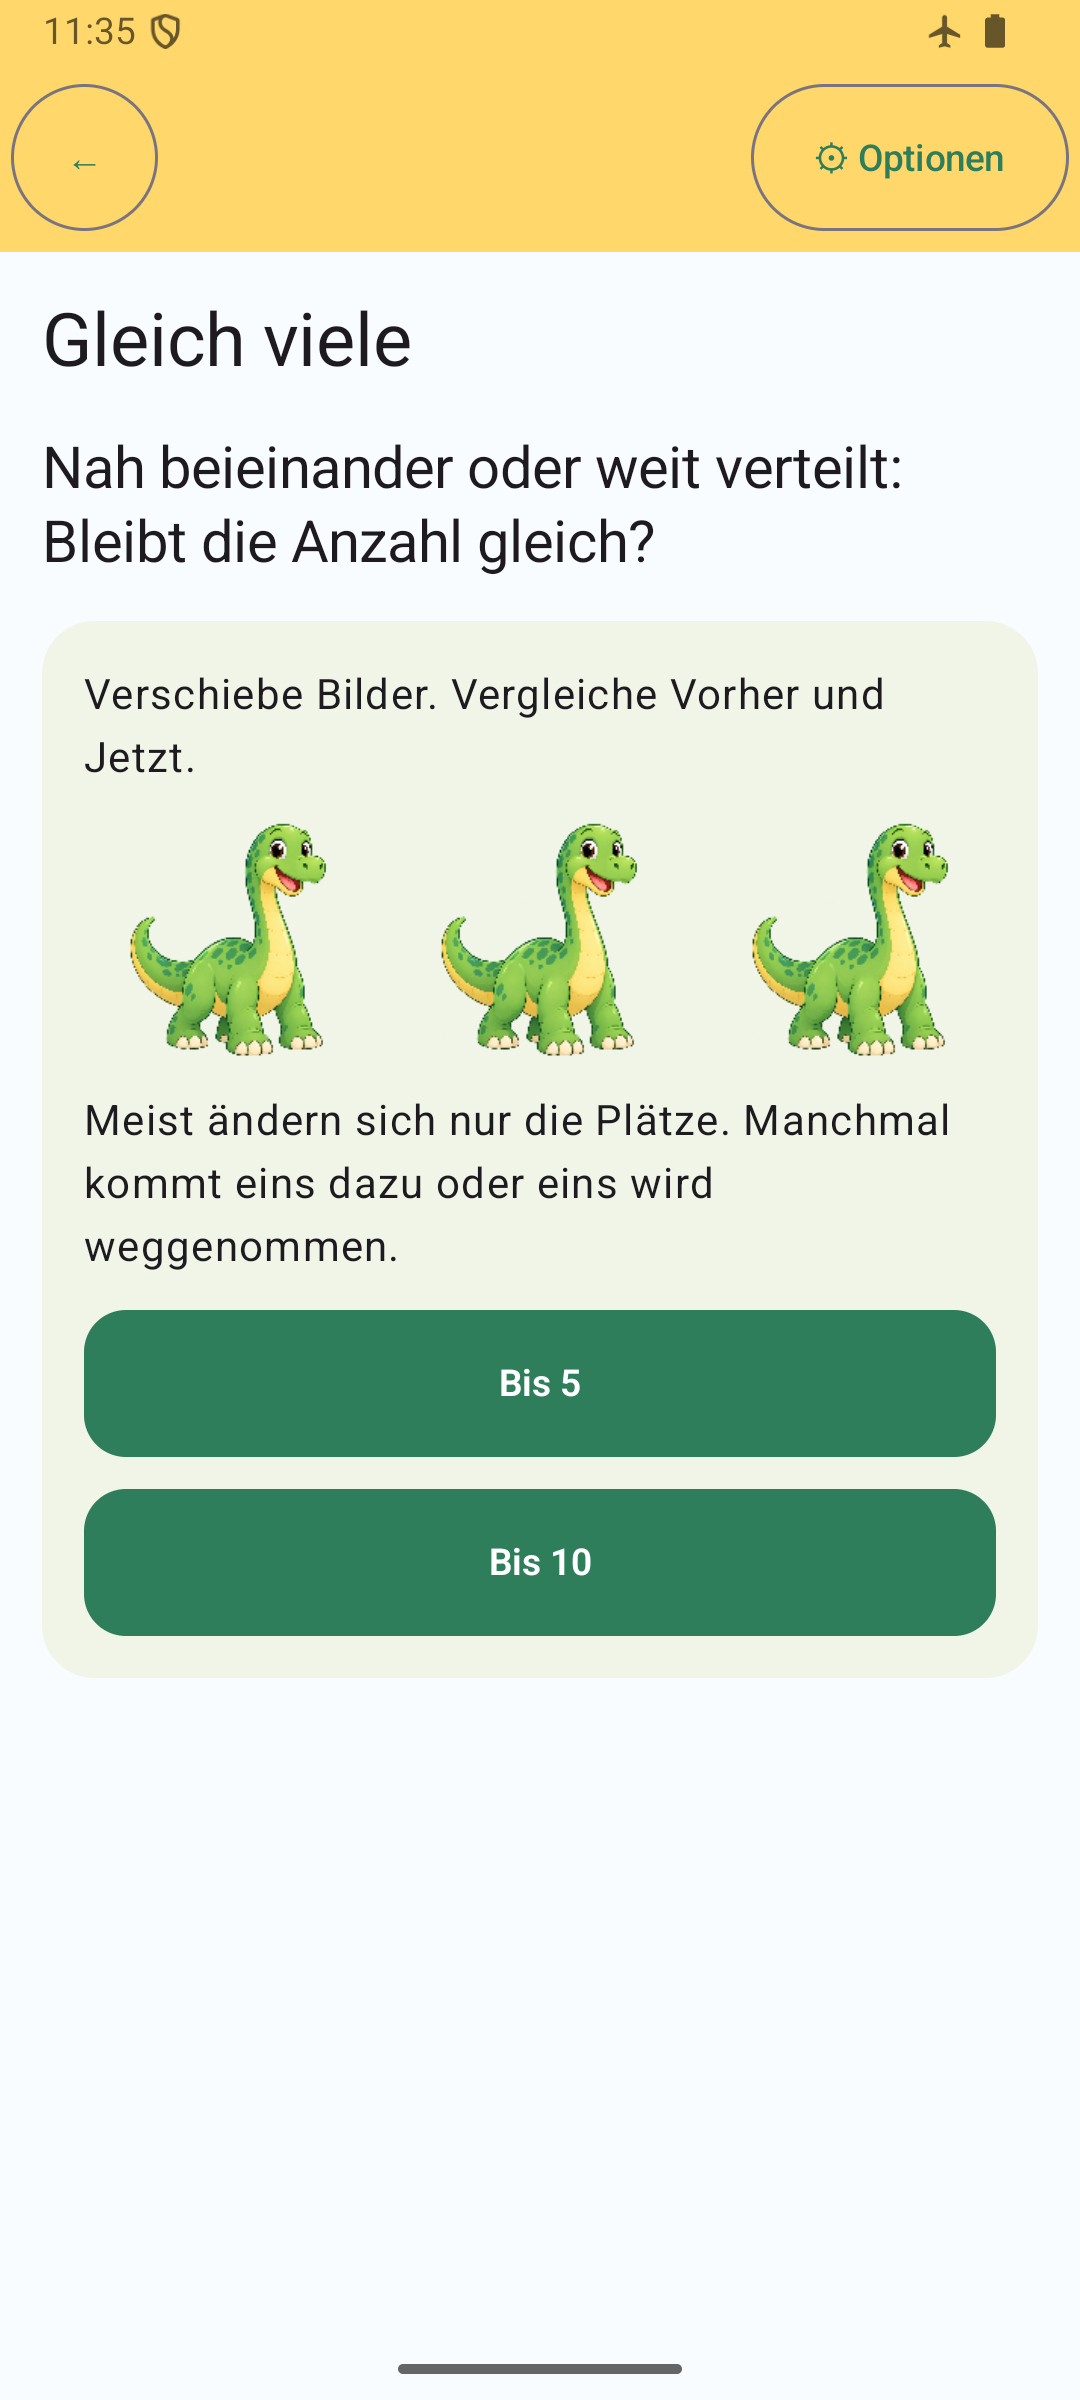 11:35
←
Optionen
Gleich viele
Nah beieinander oder weit verteilt:
Bleibt die Anzahl gleich?
Verschiebe Bilder. Vergleiche Vorher und
Jetzt.
Meist ändern sich nur die Plätze. Manchmal
kommt eins dazu oder eins wird
weggenommen.
Bis 5
Bis 10